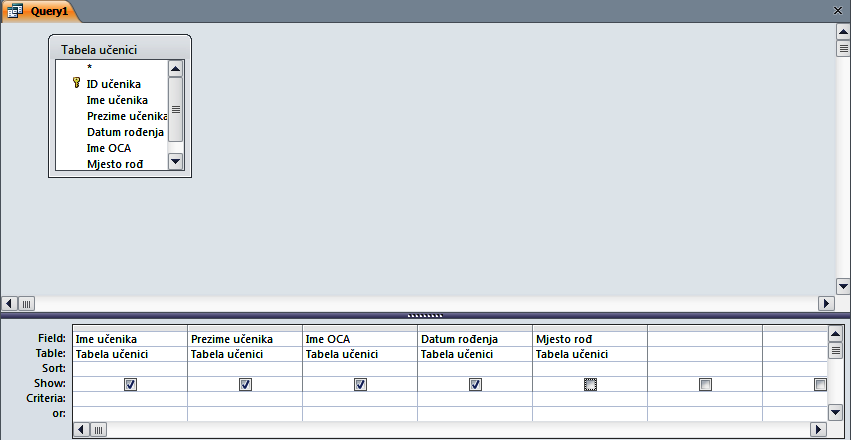 Query1
Tabela učenici
*
ID učenika
Ime učenika
Prezime učenika
Datum rođenja
Ime OCA
Mjesto rođ
Field: Ime učenika Prezime učenika Ime OCA Datum rođenja Mjesto rođ
Table: Tabela učenici Tabela učenici Tabela učenici Tabela učenici Tabela učenici
Sort:
Show:
Criteria:
or: